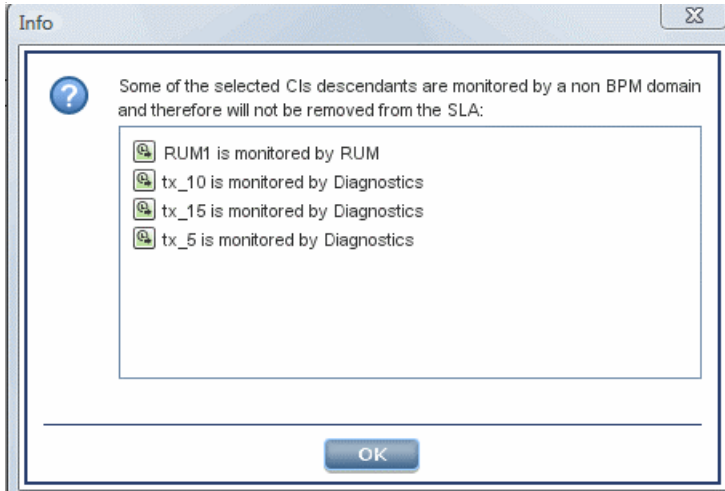 Info
Some of the selected CIs descendants are monitored by a non BPM domain
and therefore will not be removed from the SLA:
RUM1 is monitored by RUM
tx_10 is monitored by Diagnostics
tx_15 is monitored by Diagnostics
tx_5 is monitored by Diagnostics
OK